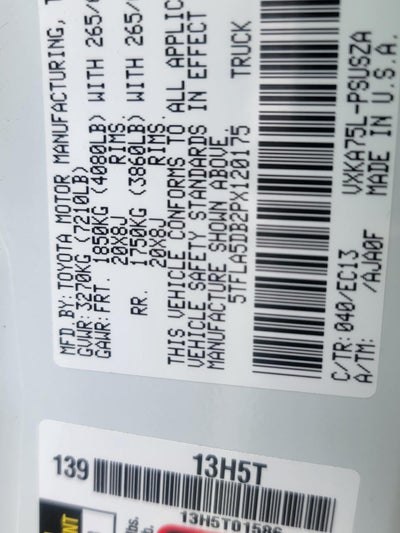 MFD BY: TOYOTA MOTOR MANUFACTURING,
GVWR: 3270KG (7210LB)
GAWR: FRT. 1850KG (4080LB) WITH 265/
20X8J RIMS.
RR. 1750KG (3860LB) WITH 265/
20X8J RIMS.
THIS VEHICLE CONFORMS TO ALL APPLIC
VEHICLE SAFETY STANDARDS IN EFFECT
MANUFACTURE SHOWN ABOVE.
5TFLA5DB2PX120175 TRUCK
C/TR: 040/EC13 VXKA75L-PSUSZA
A/TM: /AJA0F MADE IN U.S.A.
139 13H5T
13H5T01586
NT
lbs.